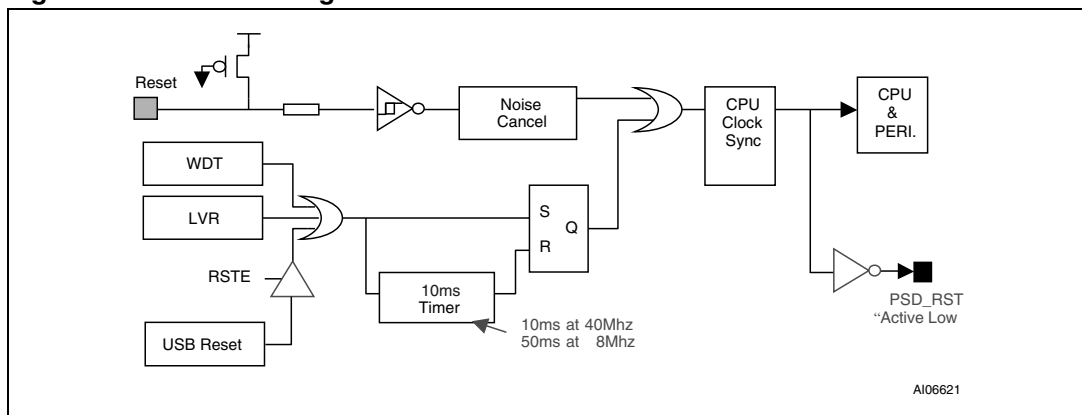 Reset
Noise
Cancel
CPU
Clock
Sync
CPU
&
PERI.
WDT
LVR
RSTE
USB Reset
S
R
Q
10ms
Timer
10ms at 40Mhz
50ms at 8Mhz
PSD_RST
“Active Low
AI06621